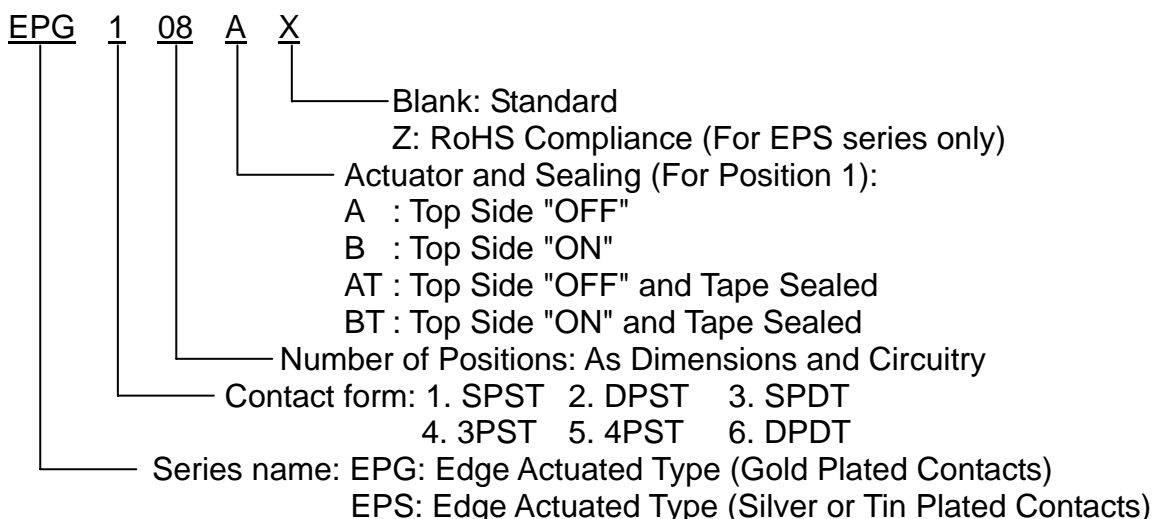 EPG 1 08 A X
Blank: Standard
Z: RoHS Compliance (For EPS series only)
Actuator and Sealing (For Position 1):
A : Top Side "OFF"
B : Top Side "ON"
AT : Top Side "OFF" and Tape Sealed
BT : Top Side "ON" and Tape Sealed
Number of Positions: As Dimensions and Circuitry
Contact form: 1. SPST 2. DPST 3. SPDT
4. 3PST 5. 4PST 6. DPDT
Series name: EPG: Edge Actuated Type (Gold Plated Contacts)
EPS: Edge Actuated Type (Silver or Tin Plated Contacts)